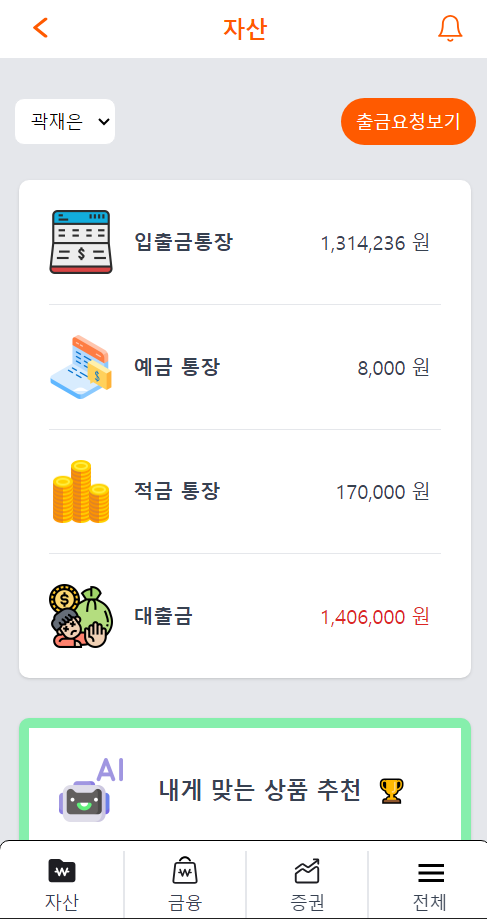 자산
곽재은
출금요청보기
입출금통장 1,314,236 원
예금 통장 8,000 원
적금 통장 170,000 원
대출금 1,406,000 원
AI
내게 맞는 상품 추천
자산 금융 증권 전체